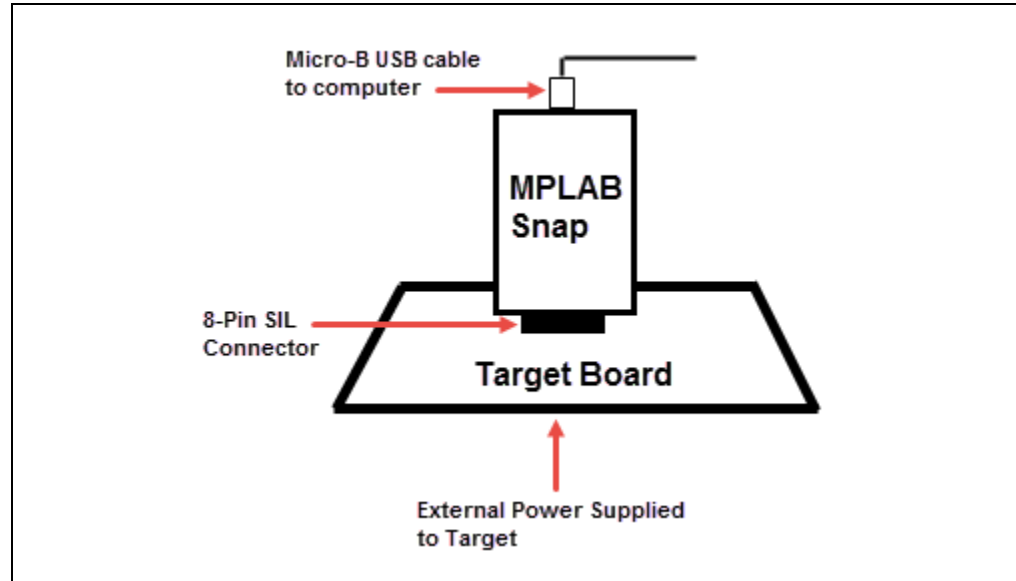 Micro-B USB cable
to computer
MPLAB
Snap
8-Pin SIL
Connector
Target Board
External Power Supplied
to Target